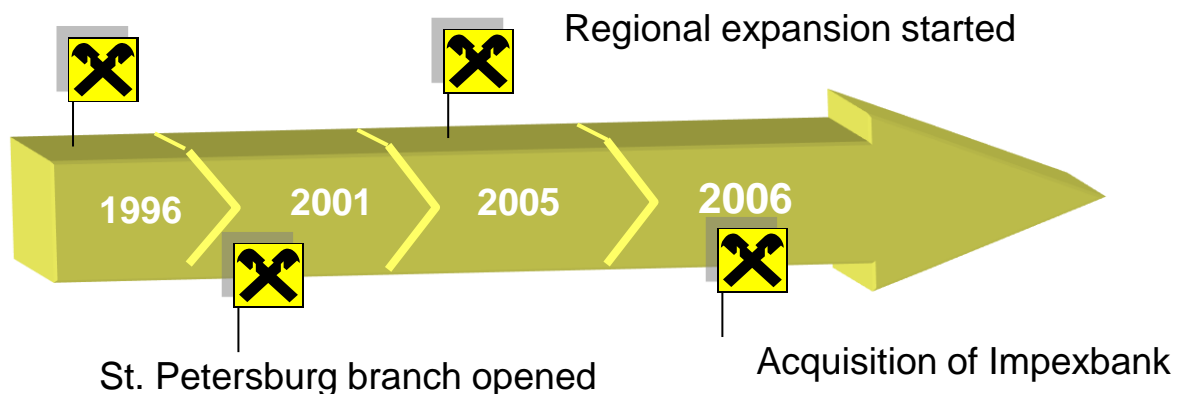 Regional expansion started
1996
2001
2005
2006
St. Petersburg branch opened
Acquisition of Impexbank